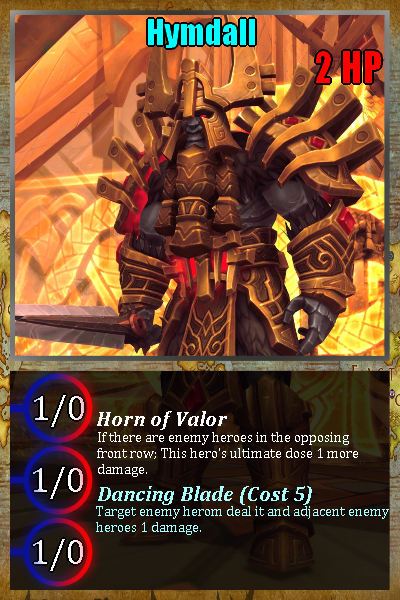 Hymdall
2 HP
1/0
Horn of Valor
If there are enemy heroes in the opposing
front row; This hero's ultimate dose 1 more
damage.
1/0
Dancing Blade (Cost 5)
Target enemy herom deal it and adjacent enemy
heroes 1 damage.
1/0